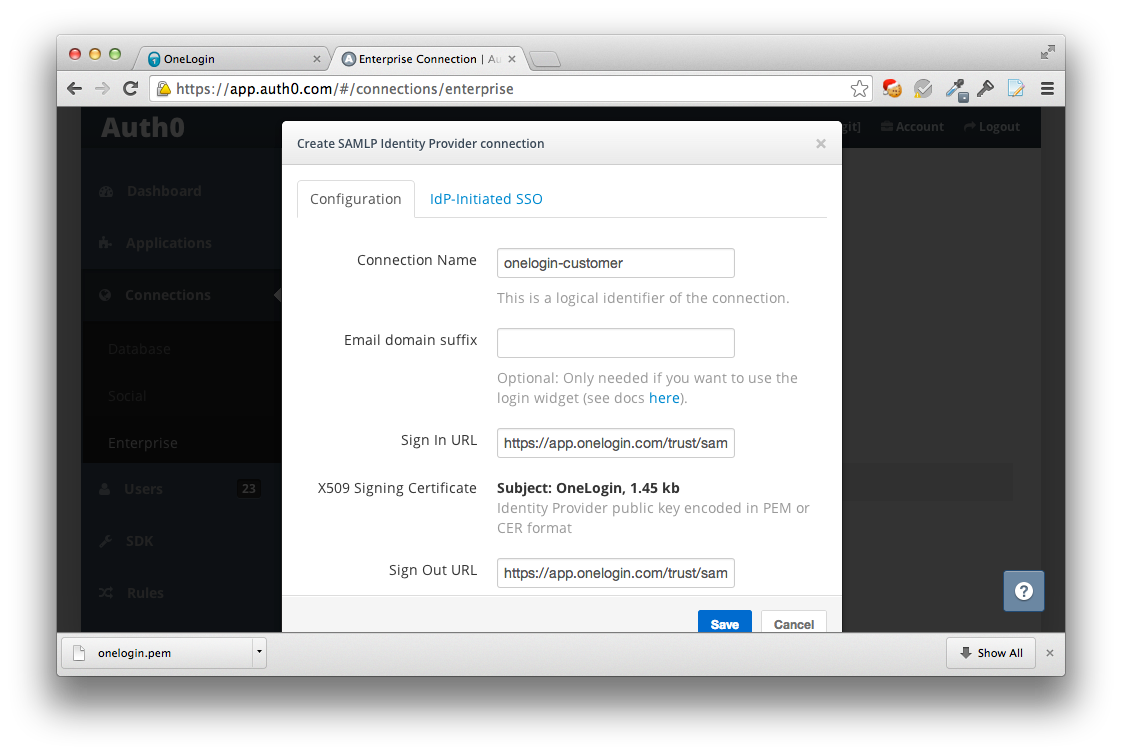 OneLogin
Enterprise Connection | Au
https://app.auth0.com/#/connections/enterprise
Auth0
git]
Account
Logout
Create SAMLP Identity Provider connection
Dashboard
Applications
Connections
Database
Social
Enterprise
Users
23
SDK
Rules
Configuration
IdP-Initiated SSO
Connection Name
onelogin-customer
This is a logical identifier of the connection.
Email domain suffix
Optional: Only needed if you want to use the
login widget (see docs here).
Sign In URL
https://app.onelogin.com/trust/sam
X509 Signing Certificate
Subject: OneLogin, 1.45 kb
Identity Provider public key encoded in PEM or
CER format
Sign Out URL
https://app.onelogin.com/trust/sam
Save
Cancel
?
onelogin.pem
Show All